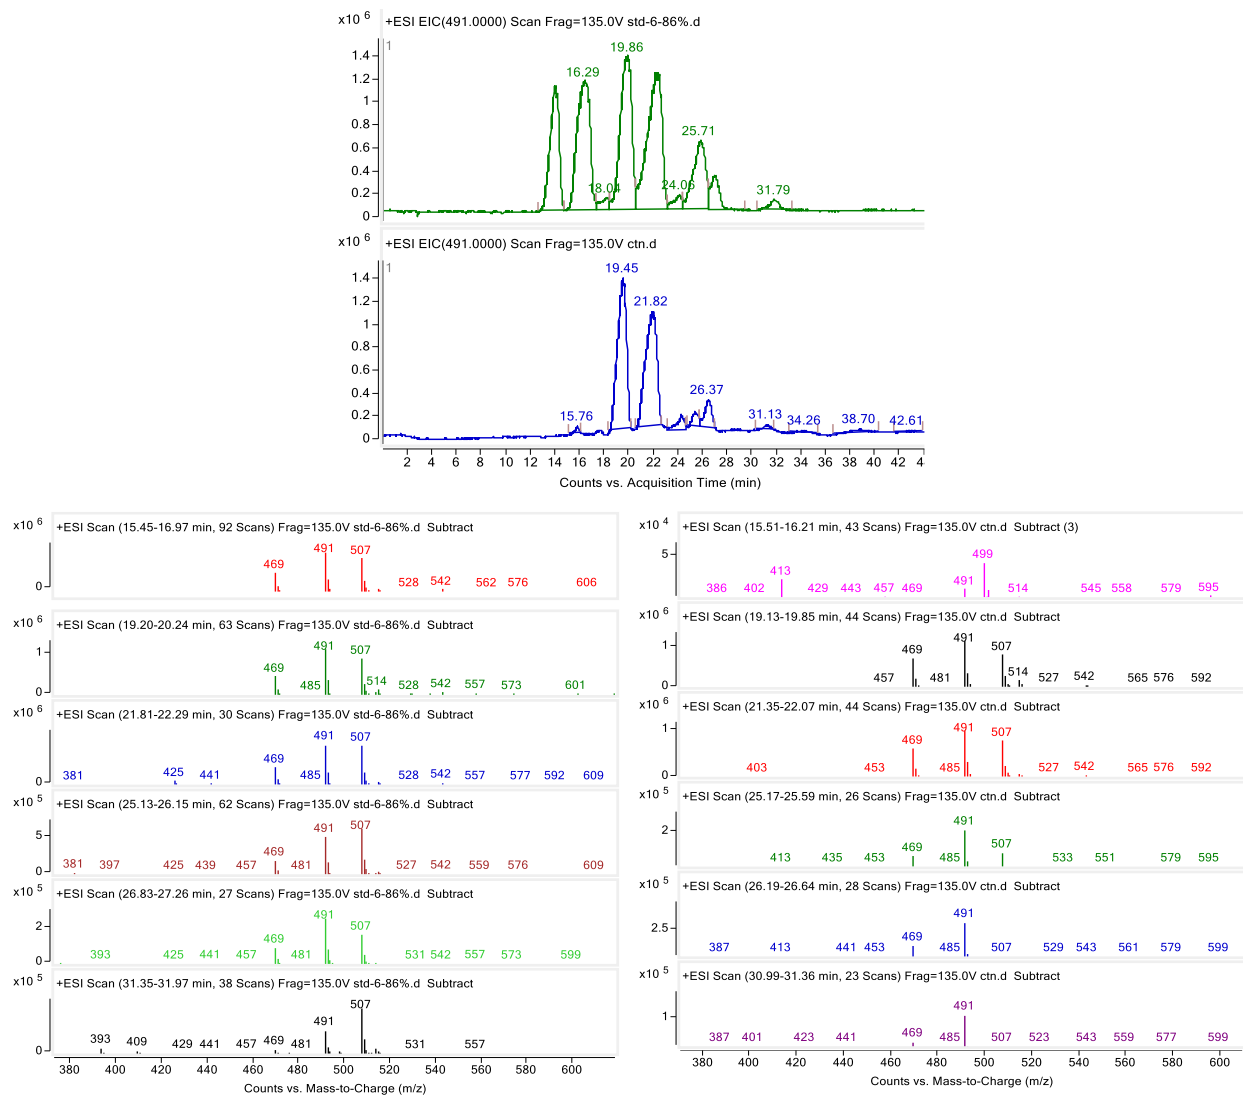 x10 6
+ESI EIC(491.0000) Scan Frag=135.0V std-6-86%.d
1
1.4
1.2
1
0.8
0.6
0.4
0.2
0
16.29
18.04
19.86
24.06
25.71
31.79
x10 6
+ESI EIC(491.0000) Scan Frag=135.0V ctn.d
1
1.4
1.2
1
0.8
0.6
0.4
0.2
0
15.76
19.45
21.82
26.37
31.13
34.26
38.70
42.61
2 4 6 8 10 12 14 16 18 20 22 24 26 28 30 32 34 36 38 40 42 4
Counts vs. Acquisition Time (min)
x10 6
+ESI Scan (15.45-16.97 min, 92 Scans) Frag=135.0V std-6-86%.d Subtract
0
469 491 507 528 542 562 576 606
x10 6
+ESI Scan (19.20-20.24 min, 63 Scans) Frag=135.0V std-6-86%.d Subtract
1
0
469 485 491 507 514 528 542 557 573 601
x10 6
+ESI Scan (21.81-22.29 min, 30 Scans) Frag=135.0V std-6-86%.d Subtract
0
381 425 441 469 485 491 507 528 542 557 577 592 609
x10 5
+ESI Scan (25.13-26.15 min, 62 Scans) Frag=135.0V std-6-86%.d Subtract
5
0
381 397 425 439 457 469 481 491 507 527 542 559 576 609
x10 5
+ESI Scan (26.83-27.26 min, 27 Scans) Frag=135.0V std-6-86%.d Subtract
2
0
393 425 441 457 469 481 491 507 531 542 557 573 599
x10 5
+ESI Scan (31.35-31.97 min, 38 Scans) Frag=135.0V std-6-86%.d Subtract
0
393 409 429 441 457 469 481 491 507 531 557
380 400 420 440 460 480 500 520 540 560 580 600
Counts vs. Mass-to-Charge (m/z)
x10 4
+ESI Scan (15.51-16.21 min, 43 Scans) Frag=135.0V ctn.d Subtract (3)
5
386 402 413 429 443 457 469 491 499 514 545 558 579 595
x10 6
+ESI Scan (19.13-19.85 min, 44 Scans) Frag=135.0V ctn.d Subtract
1
0
457 469 481 491 507 514 527 542 565 576 592
x10 6
+ESI Scan (21.35-22.07 min, 44 Scans) Frag=135.0V ctn.d Subtract
1
0
403 453 469 485 491 507 527 542 565 576 592
x10 5
+ESI Scan (25.17-25.59 min, 26 Scans) Frag=135.0V ctn.d Subtract
2
413 435 453 469 485 491 507 533 551 579 595
x10 5
+ESI Scan (26.19-26.64 min, 28 Scans) Frag=135.0V ctn.d Subtract
2.5
387 413 441 453 469 485 491 507 529 543 561 579 599
x10 5
+ESI Scan (30.99-31.36 min, 23 Scans) Frag=135.0V ctn.d Subtract
1
387 401 423 441 469 485 491 507 523 543 559 577 599
380 400 420 440 460 480 500 520 540 560 580 600
Counts vs. Mass-to-Charge (m/z)